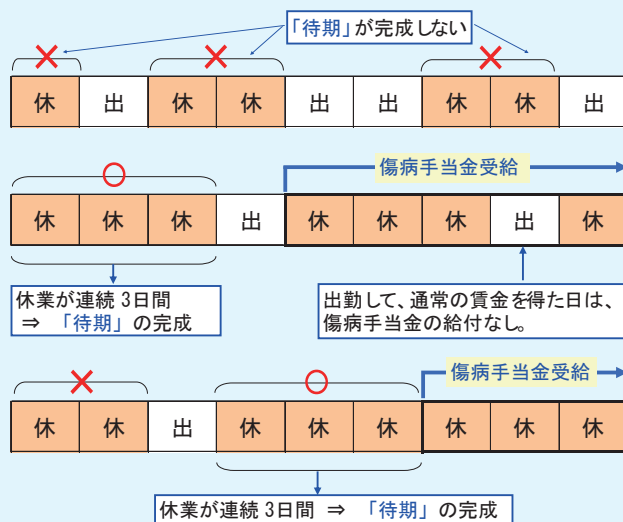 「待期」が完成しない
休 出 休 休 出 出 休 休 出
傷病手当金受給
休 休 休 出 休 休 休 出 休
休業が連続3日間
⇒ 「待期」の完成
出勤して、通常の賃金を得た日は、
傷病手当金の給付なし。
傷病手当金受給
休 休 出 休 休 休 休 休 休
休業が連続3日間 ⇒ 「待期」の完成